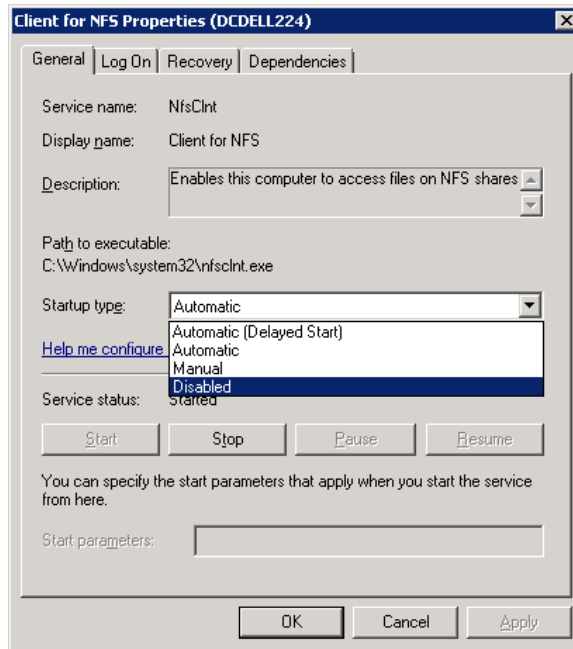 Client for NFS Properties (DCDELL224)
General Log On Recovery Dependencies
Service name: NfsClnt
Display name: Client for NFS
Description: Enables this computer to access files on NFS shares
Path to executable:
C:\Windows\system32\nfsclnt.exe
Startup type: Automatic
Automatic (Delayed Start)
Help me configure Automatic
Manual
Disabled
Service status: Started
Start Stop Pause Resume
You can specify the start parameters that apply when you start the service
from here.
Start parameters:
OK Cancel Apply